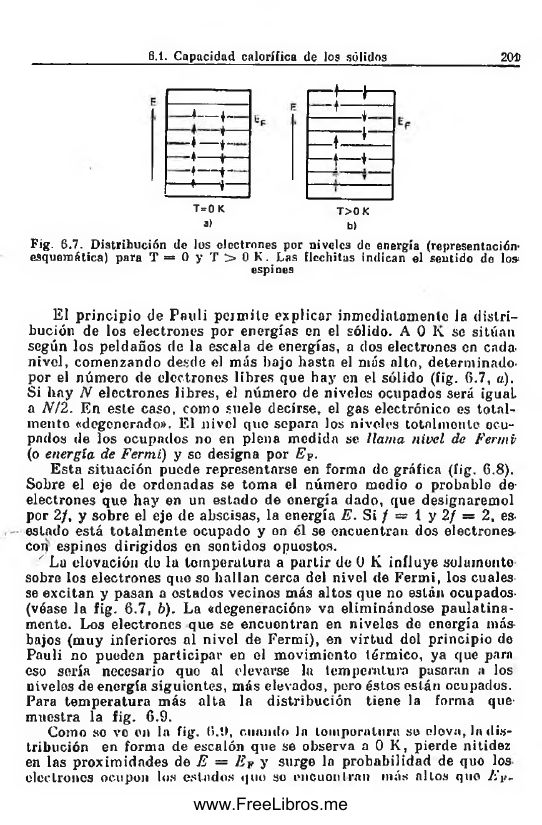 6.1. Capacidad calorífica de los sólidos 201
E
E_F
E
E_F
T=0 K
T>0 K
a)
b)
Fig. 6.7. Distribución de los electrones por niveles de energía (representación
esquemática) para T = 0 y T > 0 K. Las flechitas indican el sentido de los
espines
El principio de Pauli permite explicar inmediatamente la distri-
bución de los electrones por energías en el sólido. A 0 K se sitúan
según los peldaños de la escala de energías, a dos electrones en cada
nivel, comenzando desde el más bajo hasta el más alto, determinado
por el número de electrones libres que hay en el sólido (fig. 6.7, a).
Si hay N electrones libres, el número de niveles ocupados será igual
a N/2. En este caso, como suele decirse, el gas electrónico es total-
mente «degenerado». El nivel que separa los niveles totalmente ocu-
pados de los ocupados no en plena medida se llama nivel de Fermi
(o energía de Fermi) y se designa por E_F.
Esta situación puede representarse en forma de gráfica (fig. 6.8).
Sobre el eje de ordenadas se toma el número medio o probable de
electrones que hay en un estado de energía dado, que designaremos
por 2f, y sobre el eje de abscisas, la energía E. Si f = 1 y 2f = 2, es
estado está totalmente ocupado y en él se encuentran dos electrones
con espines dirigidos en sentidos opuestos.
La elevación de la temperatura a partir de 0 K influye solamente
sobre los electrones que se hallan cerca del nivel de Fermi, los cuales
se excitan y pasan a estados vecinos más altos que no están ocupados
(véase la fig. 6.7, b). La «degeneración» va eliminándose paulatina-
mente. Los electrones que se encuentran en niveles de energía más
bajos (muy inferiores al nivel de Fermi), en virtud del principio de
Pauli no pueden participar en el movimiento térmico, ya que para
eso sería necesario que al elevarse la temperatura pasaran a los
niveles de energía siguientes, más elevados, pero éstos están ocupados.
Para temperatura más alta la distribución tiene la forma que
muestra la fig. 6.9.
Como se ve en la fig. 6.9, cuando la temperatura se eleva, la dis-
tribución en forma de escalón que se observa a 0 K, pierde nitidez
en las proximidades de E = E_F y surge la probabilidad de que los
electrones ocupen los estados que se encuentran más altos que E_F.
www.FreeLibros.me